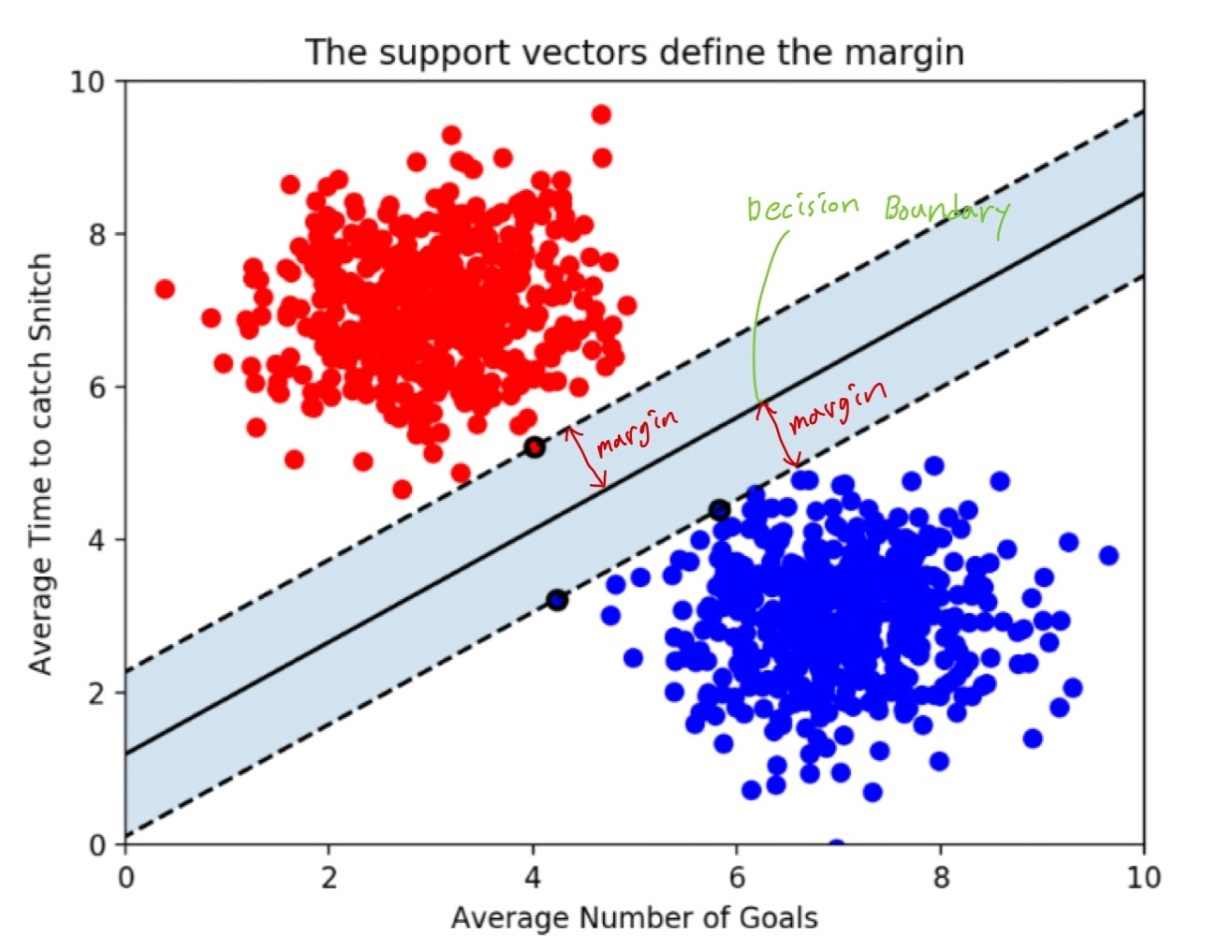 The support vectors define the margin
10
8
6
4
2
0
Average Time to catch Snitch
Decision Boundary
margin
margin
0 2 4 6 8 10
Average Number of Goals